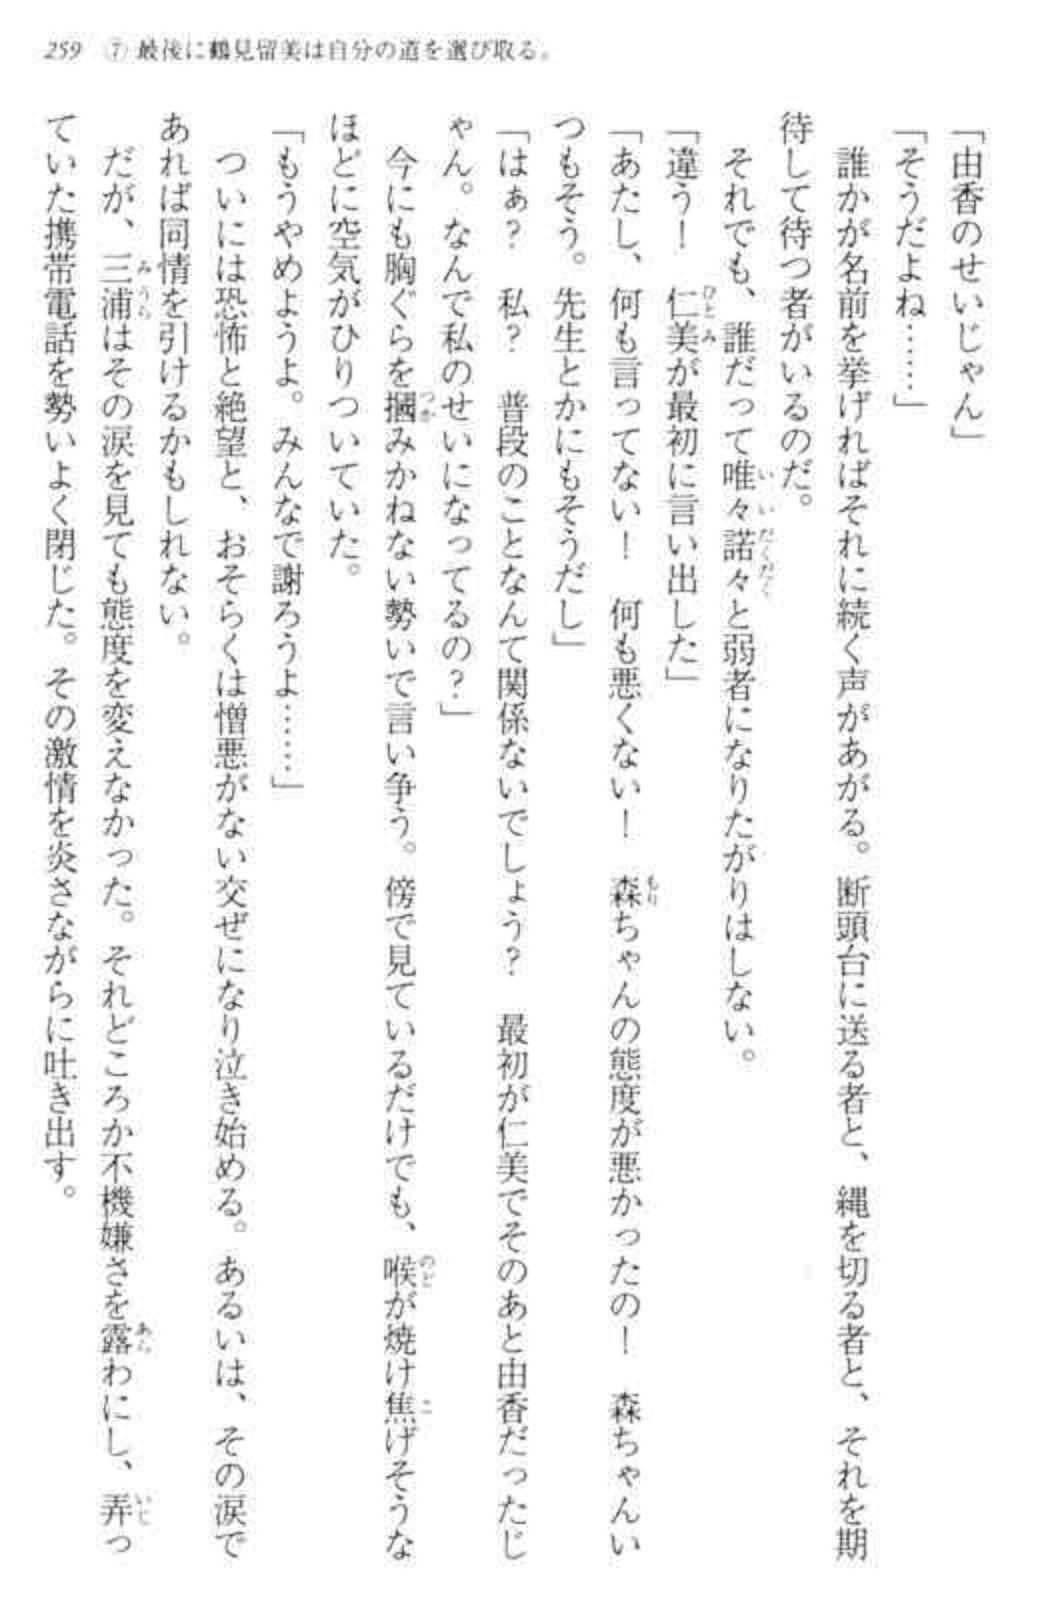 259 ⑦ 最後に鶴見留美は自分の道を選び取る。
「由香のせいじゃん」
「そうだよね……」
　誰かが名前を挙げればそれに続く声があがる。断頭台に送る者と、縄を切る者と、それを期
待して待つ者がいるのだ。
　それでも、誰だって唯々諾々と弱者になりたがりはしない。
「違う！　仁美が最初に言い出した」
「あたし、何も言ってない！　何も悪くない！　森ちゃんの態度が悪かったの！　森ちゃんい
つもそう。先生とかにもそうだし」
「はぁ？　私？　普段のことなんて関係ないでしょう？　最初が仁美でそのあと由香だったじ
ゃん。なんで私のせいになってるの？」
　今にも胸ぐらを摑みかねない勢いで言い争う。傍で見ているだけでも、喉が焼け焦げそうな
ほどに空気がひりついていた。
「もうやめようよ。みんなで謝ろうよ……」
　ついには恐怖と絶望と、おそらくは憎悪がない交ぜになり泣き始める。あるいは、その涙で
あれば同情を引けるかもしれない。
　だが、三浦はその涙を見ても態度を変えなかった。それどころか不機嫌さを露わにし、弄っ
ていた携帯電話を勢いよく閉じた。その激情を炎さながらに吐き出す。